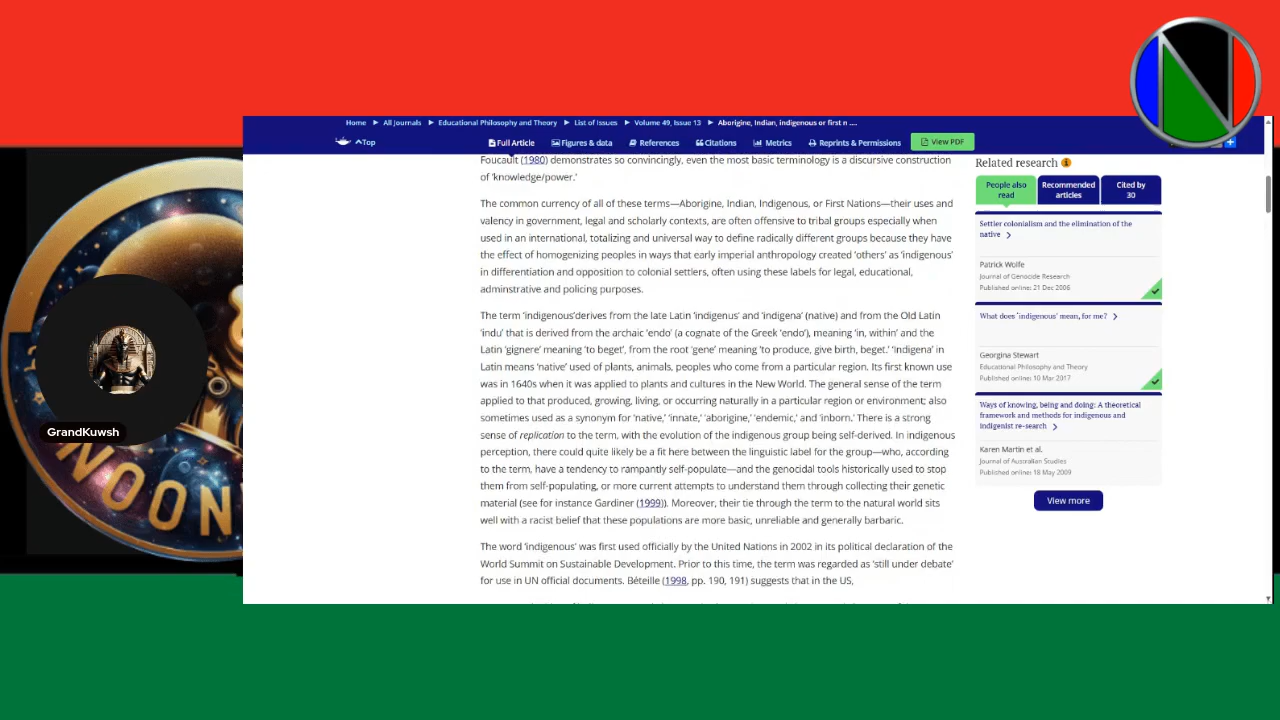 Home ▶ All Journals ▶ Educational Philosophy and Theory ▶ List of Issues ▶ Volume 49, Issue 13 ▶ Aborigine, Indian, indigenous or first n ....
Top
Full Article Figures & data References Citations Metrics Reprints & Permissions View PDF
Foucault (1980) demonstrates so convincingly, even the most basic terminology is a discursive construction
of 'knowledge/power.'
The common currency of all of these terms—Aborigine, Indian, Indigenous, or First Nations—their uses and
valency in government, legal and scholarly contexts, are often offensive to tribal groups especially when
used in an international, totalizing and universal way to define radically different groups because they have
the effect of homogenizing peoples in ways that early imperial anthropology created 'others' as 'indigenous'
in differentiation and opposition to colonial settlers, often using these labels for legal, educational,
adminstrative and policing purposes.
The term 'indigenous'derives from the late Latin 'indigenus' and 'indigena' (native) and from the Old Latin
'indu' that is derived from the archaic 'endo' (a cognate of the Greek 'endo'), meaning 'in, within' and the
Latin 'gignere' meaning 'to beget', from the root 'gene' meaning 'to produce, give birth, beget.' 'Indigena' in
Latin means 'native' used of plants, animals, peoples who come from a particular region. Its first known use
was in 1640s when it was applied to plants and cultures in the New World. The general sense of the term
applied to that produced, growing, living, or occurring naturally in a particular region or environment; also
sometimes used as a synonym for 'native,' 'innate,' 'aborigine,' 'endemic,' and 'inborn.' There is a strong
sense of replication to the term, with the evolution of the indigenous group being self-derived. In indigenous
perception, there could quite likely be a fit here between the linguistic label for the group—who, according
to the term, have a tendency to rampantly self-populate—and the genocidal tools historically used to stop
them from self-populating, or more current attempts to understand them through collecting their genetic
material (see for instance Gardiner (1999)). Moreover, their tie through the term to the natural world sits
well with a racist belief that these populations are more basic, unreliable and generally barbaric.
The word 'indigenous' was first used officially by the United Nations in 2002 in its political declaration of the
World Summit on Sustainable Development. Prior to this time, the term was regarded as 'still under debate'
for use in UN official documents. Béteille (1998, pp. 190, 191) suggests that in the US,
Related research
People also read
Recommended articles
Cited by 30
Settler colonialism and the elimination of the
native
Patrick Wolfe
Journal of Genocide Research
Published online: 21 Dec 2006
What does 'indigenous' mean, for me?
Georgina Stewart
Educational Philosophy and Theory
Published online: 10 Mar 2017
Ways of knowing, being and doing: A theoretical
framework and methods for indigenous and
indigenist re-search
Karen Martin et al.
Journal of Australian Studies
Published online: 18 May 2009
View more
GrandKuwsh
NOON
N